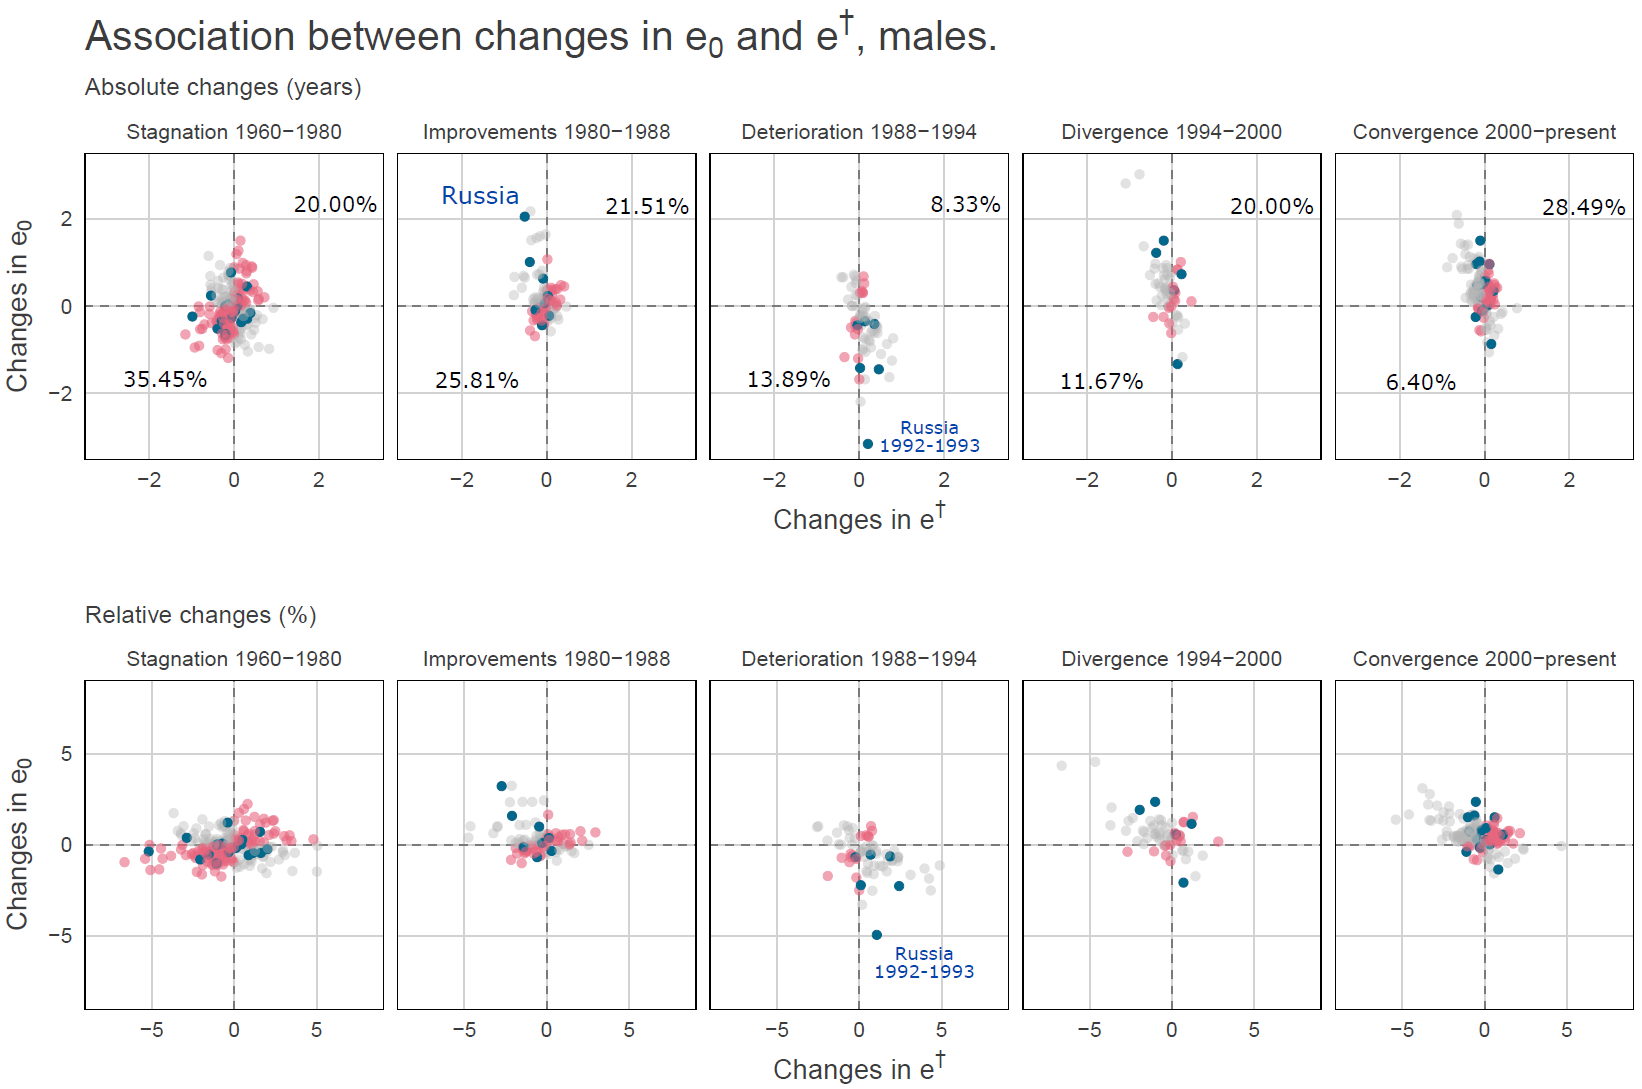 Association between changes in e₀ and e†, males.
Absolute changes (years)
Stagnation 1960−1980
Improvements 1980−1988
Deterioration 1988−1994
Divergence 1994−2000
Convergence 2000−present
Changes in e₀
2
0
−2
20.00%
35.45%
Russia
21.51%
25.81%
8.33%
13.89%
Russia
1992-1993
20.00%
11.67%
28.49%
6.40%
−2 0 2
−2 0 2
−2 0 2
−2 0 2
−2 0 2
Changes in e†
Relative changes (%)
Stagnation 1960−1980
Improvements 1980−1988
Deterioration 1988−1994
Divergence 1994−2000
Convergence 2000−present
Changes in e₀
5
0
−5
Russia
1992-1993
−5 0 5
−5 0 5
−5 0 5
−5 0 5
−5 0 5
Changes in e†